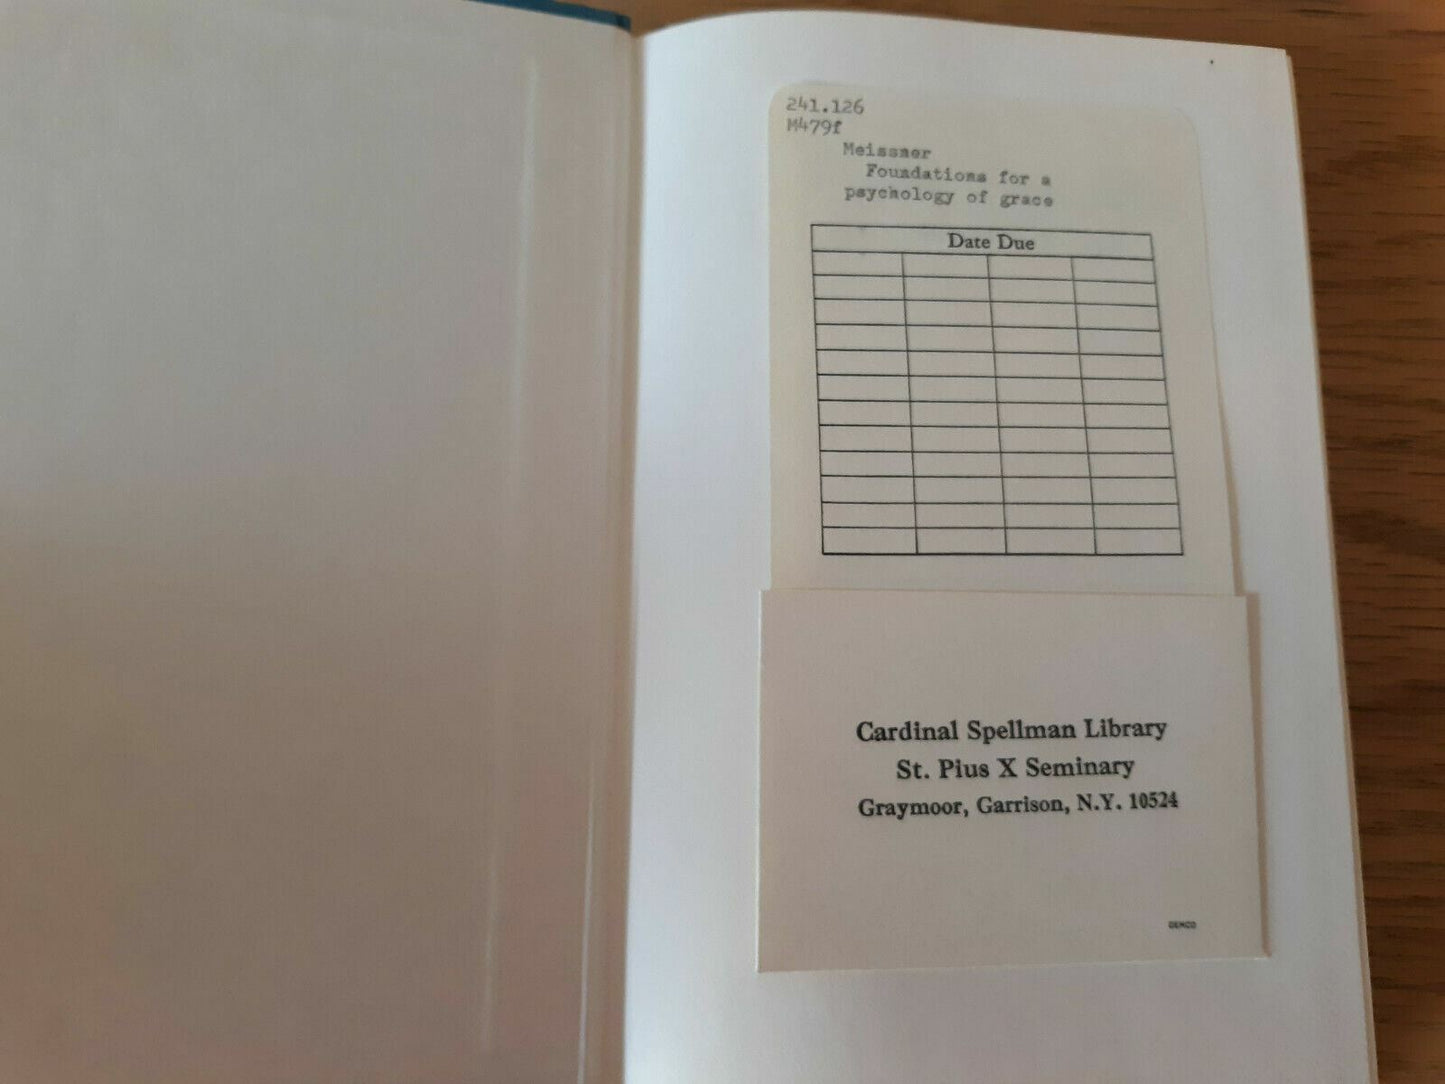 241.126
M479f
Meissner
Foundations for a
psychology of grace
Date Due
Cardinal Spellman Library
St. Pius X Seminary
Graymoor, Garrison, N.Y. 10524
DEMCO